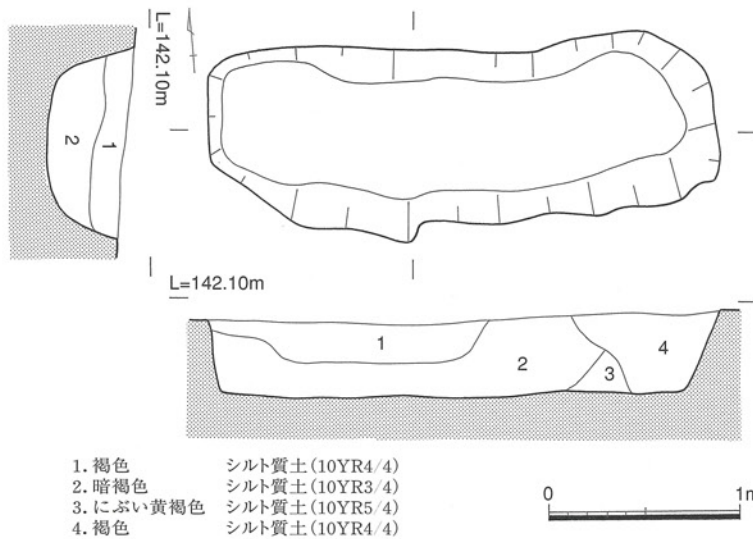 L=142.10m
2
1
L=142.10m
1
2
3
4
1. 褐色 シルト質土(10YR4/4)
2. 暗褐色 シルト質土(10YR3/4)
3. にぶい黄褐色 シルト質土(10YR5/4)
4. 褐色 シルト質土(10YR4/4)
0 1m